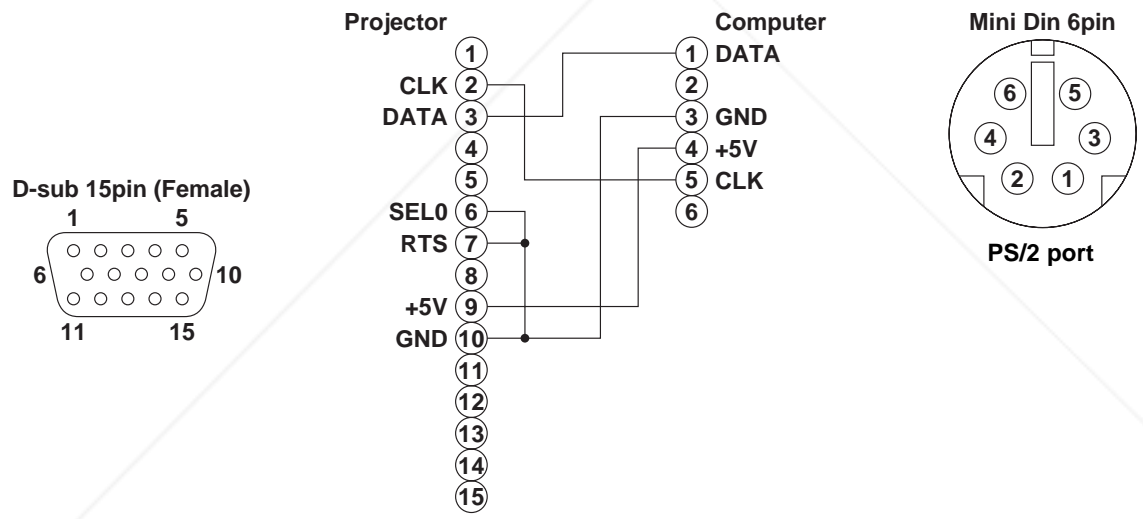 Projector
1
CLK 2
DATA 3
4
5
SEL0 6
RTS 7
8
+5V 9
GND 10
11
12
13
14
15
Computer
1 DATA
2
3 GND
4 +5V
5 CLK
6
Mini Din 6pin
6 5
4 3
2 1
PS/2 port
D-sub 15pin (Female)
1 5
6 10
11 15